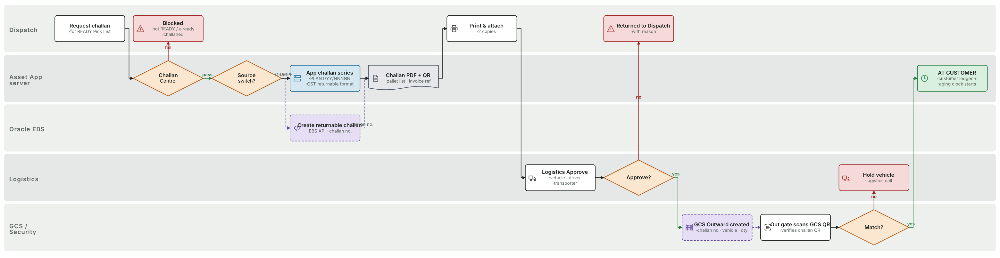 Dispatch
Request challan
·for READY Pick List
Blocked
·not READY / already
·challaned
Print & attach
·2 copies
Returned to Dispatch
·with reason
fail
Asset App
server
Challan
Control
pass
Source
switch?
ORACLE
APP
App challan series
·PLANT/YY/NNNNN
·GST returnable format
Challan PDF + QR
·pallet list · invoice ref
no
AT CUSTOMER
·customer ledger +
·aging clock starts
Oracle EBS
Create returnable challan
·EBS API · challan no.
challan no.
Logistics
Logistics Approve
·vehicle · driver
·transporter
Approve?
yes
Hold vehicle
·logistics call
no
GCS /
Security
GCS Outward created
·challan no · vehicle · qty
Out gate scans GCS QR
·verifies challan QR
Match?
yes